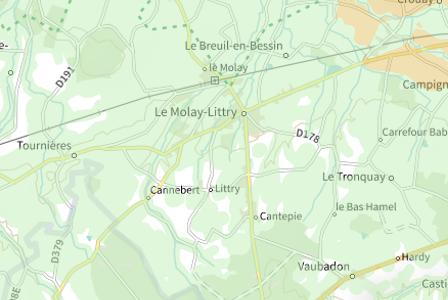 Crouay
Le Breuil-en-Bessin
le Molay
D191
Campign
Le Molay-Littry
D178
Carrefour Bab
Tournières
Le Tronquay
Cannebert
Littry
le Bas Hamel
Cantepie
D379
Hardy
Vaubadon
Casti
8E